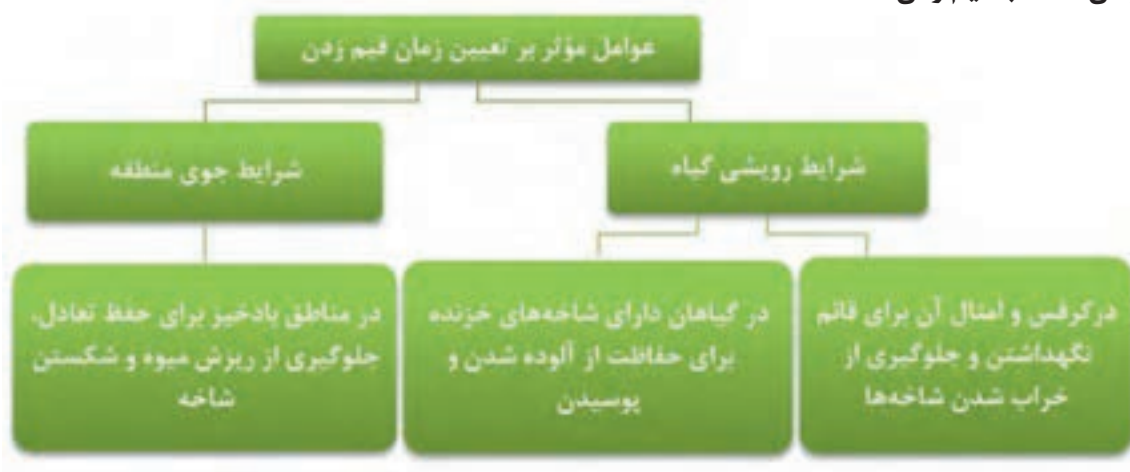 عوامل مؤثر بر تعیین زمان قیم زدن
شرایط رویشی گیاه
شرایط جوی منطقه
درکرفس و امثال آن برای قائم
نگهداشتن و جلوگیری از
خراب شدن شاخه‌ها
در گیاهان دارای شاخه‌های خزنده
برای حفاظت از آلوده شدن و
پوسیدن
در مناطق بادخیز برای حفظ تعادل،
جلوگیری از ریزش میوه و شکستن
شاخه